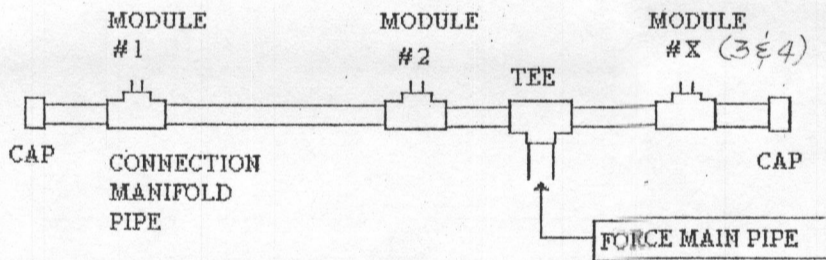 MODULE
#1
MODULE
#2
MODULE
#X (3 & 4)
TEE
CAP
CONNECTION
MANIFOLD
PIPE
CAP
FORCE MAIN PIPE